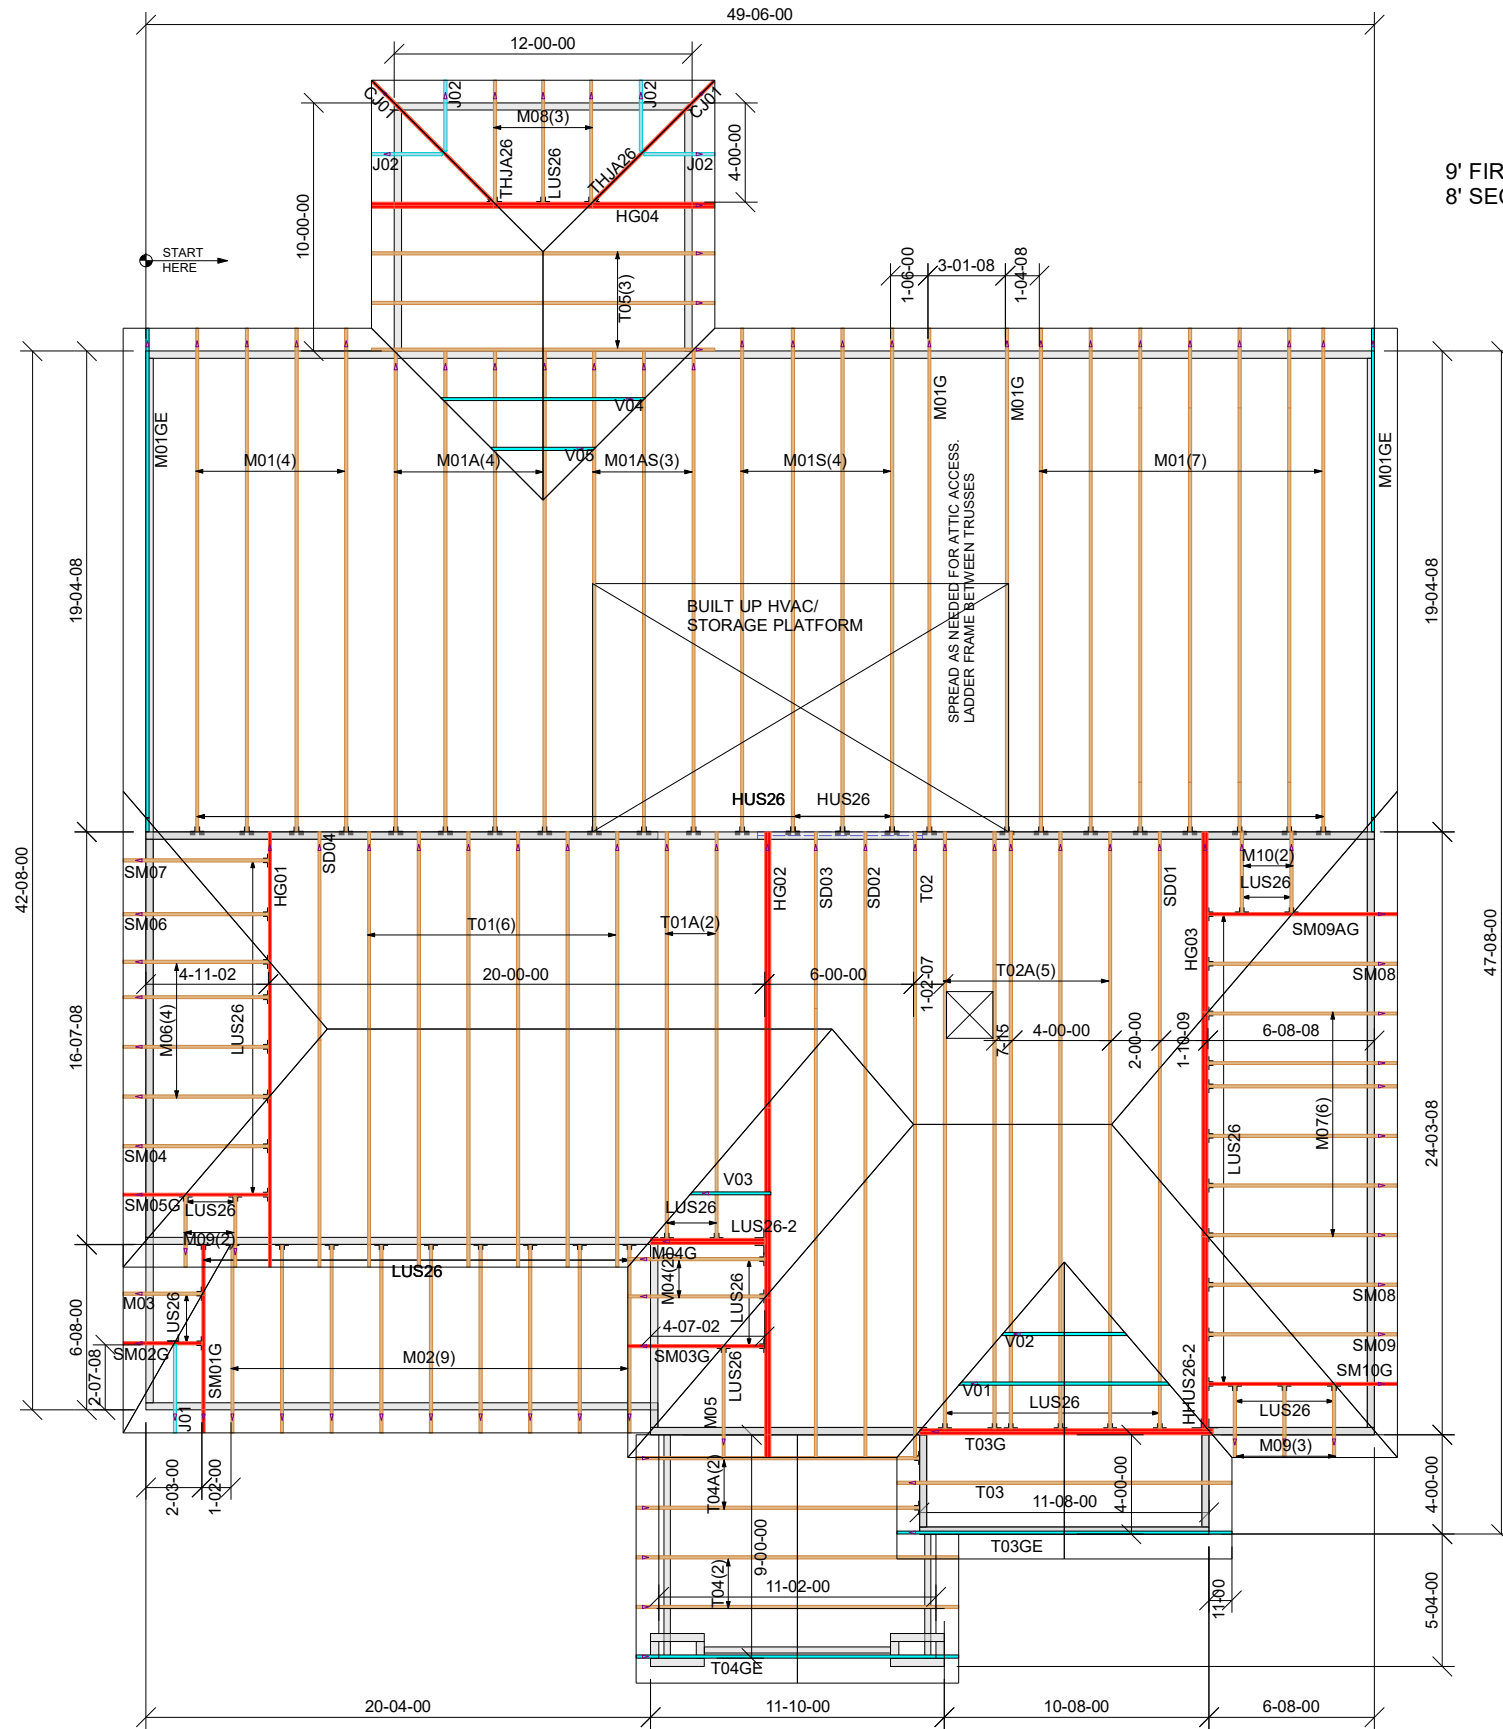 49-06-00
12-00-00
CJ01
J02
J02
CJ01
M08(3)
J02
J02
THJA26
LUS26
THJA26
4-00-00
9' FIR
8' SEC
10-00-00
HG04
START
HERE
T05(3)
1-06-00
3-01-08
1-04-08
M01GE
V04
M01G
M01G
M01GE
M01(4)
M01A(4)
V05
M01AS(3)
M01S(4)
M01(7)
SPREAD AS NEEDED FOR ATTIC ACCESS.
LADDER FRAME BETWEEN TRUSSES
19-04-08
19-04-08
BUILT UP HVAC/
STORAGE PLATFORM
HUS26
HUS26
42-08-00
47-08-00
SM07
HG01
SD04
HG02
SD03
SD02
T02
SD01
M10(2)
LUS26
SM06
T01(6)
T01A(2)
HG03
SM09AG
4-11-02
20-00-00
6-00-00
1-02-07
T02A(5)
SM08
M06(4)
LUS26
16-07-08
7-15
4-00-00
2-00-00
1-10-09
6-08-08
LUS26
M07(6)
24-03-08
SM04
V03
SM05G
LUS26
LUS26
LUS26-2
M09(2)
M04G
LUS26
M04(2)
LUS26
SM08
M03
LUS26
4-07-02
6-08-00
2-07-08
SM02G
SM01G
M02(9)
SM03G
LUS26
V02
SM09
SM10G
V01
LUS26
HHUS26-2
LUS26
J01
M05
T03G
M09(3)
2-03-00
1-02-00
T04A(2)
T03
11-08-00
4-00-00
4-00-00
9-00-00
T03GE
T04(2)
11-02-00
11-00
5-04-00
T04GE
20-04-00
11-10-00
10-08-00
6-08-00